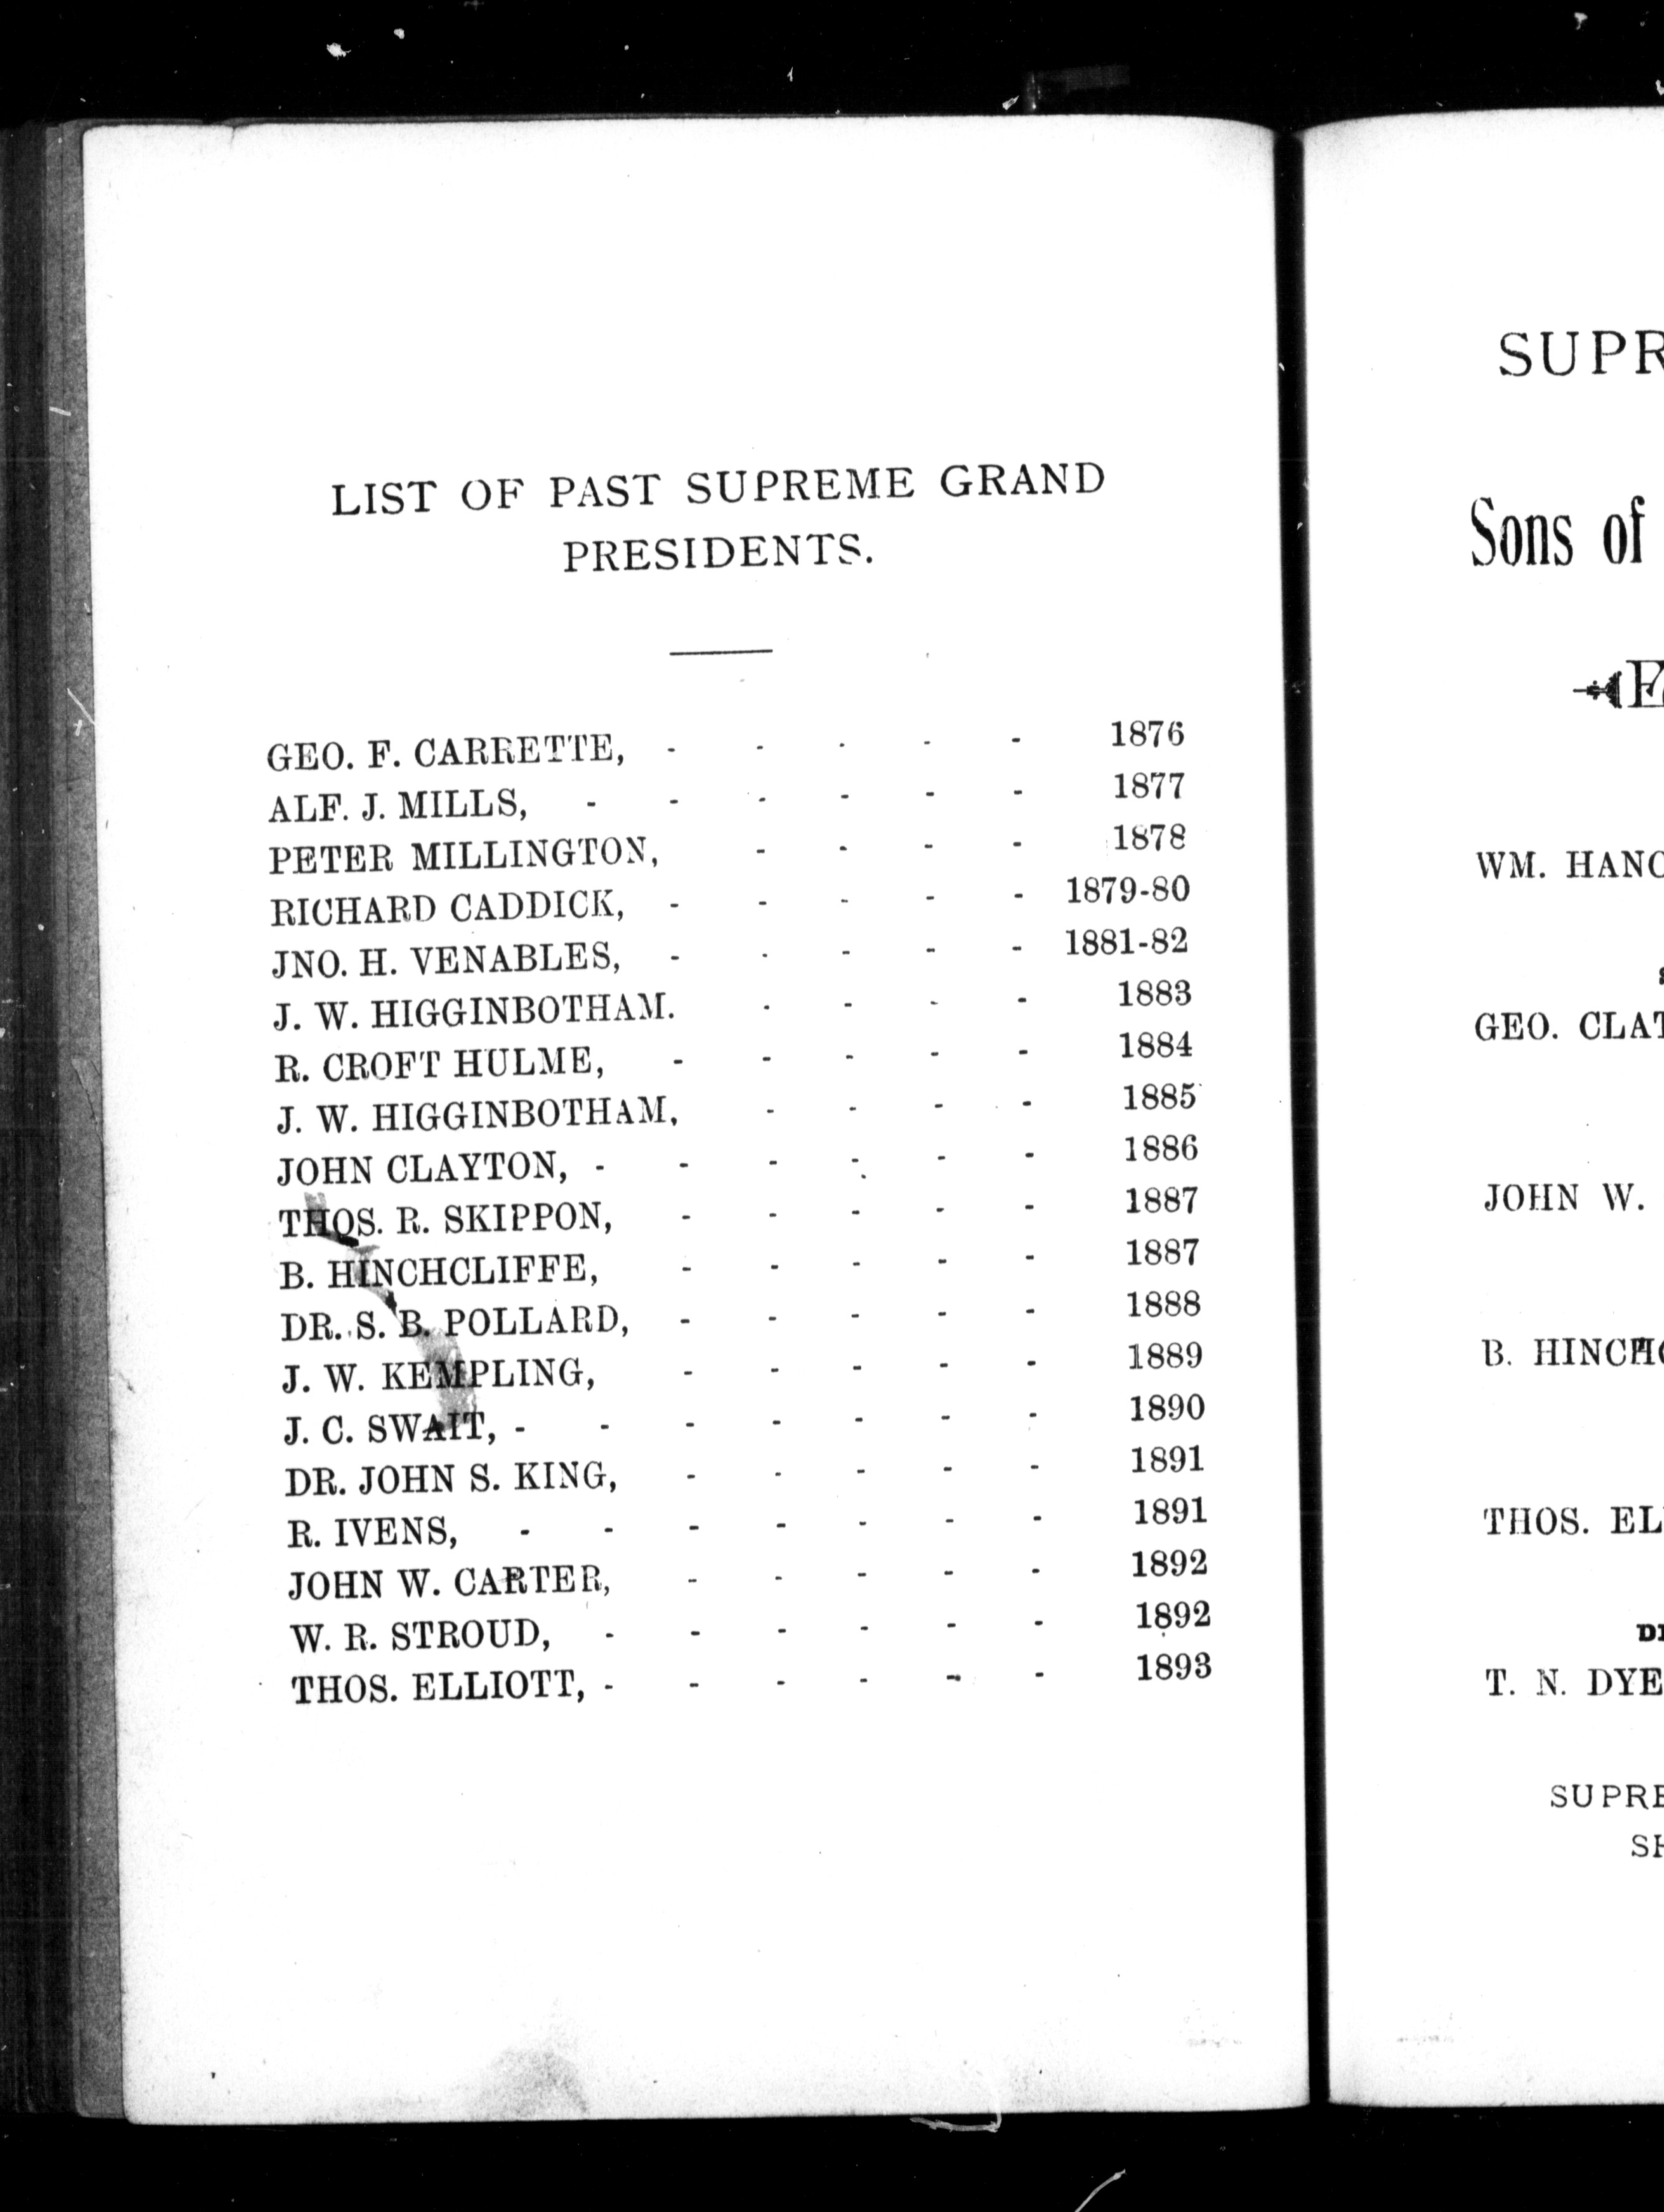 LIST OF PAST SUPREME GRAND
PRESIDENTS.
GEO. F. CARRETTE, - - - - - 1876
ALF. J. MILLS, - - - - - - 1877
PETER MILLINGTON, - - - - 1878
RICHARD CADDICK, - - - - - 1879-80
JNO. H. VENABLES, - - - - - 1881-82
J. W. HIGGINBOTHAM. - - - - 1883
R. CROFT HULME, - - - - - 1884
J. W. HIGGINBOTHAM, - - - - 1885
JOHN CLAYTON, - - - - - - 1886
THOS. R. SKIPPON, - - - - - 1887
B. HINCHCLIFFE, - - - - - 1887
DR. S. B. POLLARD, - - - - - 1888
J. W. KEMPLING, - - - - - 1889
J. C. SWAIT, - - - - - - - 1890
DR. JOHN S. KING, - - - - - 1891
R. IVENS, - - - - - - - 1891
JOHN W. CARTER, - - - - - 1892
W. R. STROUD, - - - - - - 1892
THOS. ELLIOTT, - - - - - - 1893
SUPR
Sons of
WM. HANC
GEO. CLAT
JOHN W.
B. HINCHC
THOS. EL
T. N. DYE
SUPRE
SH